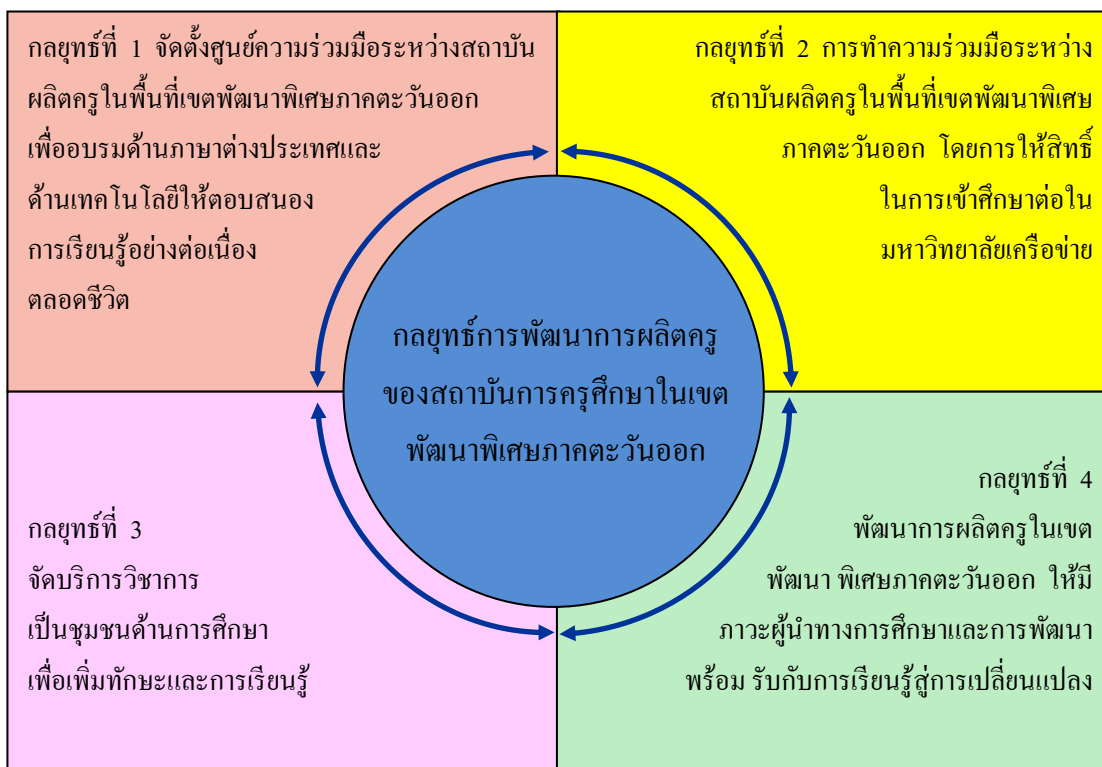 กลยุทธ์ที่ 1 จัดตั้งศูนย์ความร่วมมือระหว่างสถาบัน
ผลิตครูในพื้นที่เขตพัฒนาพิเศษภาคตะวันออก
เพื่ออบรมด้านภาษาต่างประเทศและ
ด้านเทคโนโลยีให้ตอบสนอง
การเรียนรู้อย่างต่อเนื่อง
ตลอดชีวิต
กลยุทธ์ที่ 2 การทำความร่วมมือระหว่าง
สถาบันผลิตครูในพื้นที่เขตพัฒนาพิเศษ
ภาคตะวันออก โดยการให้สิทธิ์
ในการเข้าศึกษาต่อใน
มหาวิทยาลัยเครือข่าย
กลยุทธ์การพัฒนาการผลิตครู
ของสถาบันการครุศึกษาในเขต
พัฒนาพิเศษภาคตะวันออก
กลยุทธ์ที่ 3
จัดบริการวิชาการ
เป็นชุมชนด้านการศึกษา
เพื่อเพิ่มทักษะและการเรียนรู้
กลยุทธ์ที่ 4
พัฒนาการผลิตครูในเขต
พัฒนา พิเศษภาคตะวันออก ให้มี
ภาวะผู้นำทางการศึกษาและการพัฒนา
พร้อม รับกับการเรียนรู้สู่การเปลี่ยนแปลง